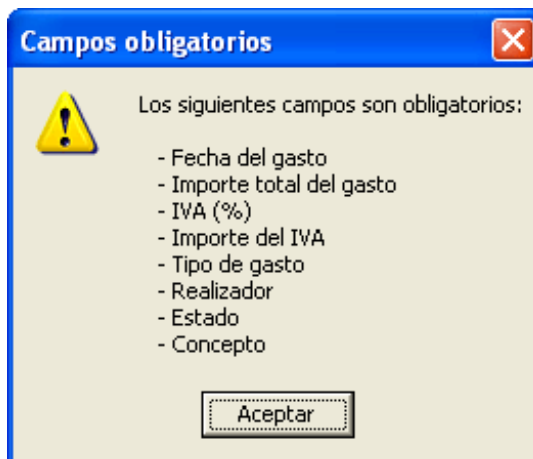 Campos obligatorios
Los siguientes campos son obligatorios:
- Fecha del gasto
- Importe total del gasto
- IVA (%)
- Importe del IVA
- Tipo de gasto
- Realizador
- Estado
- Concepto
Aceptar